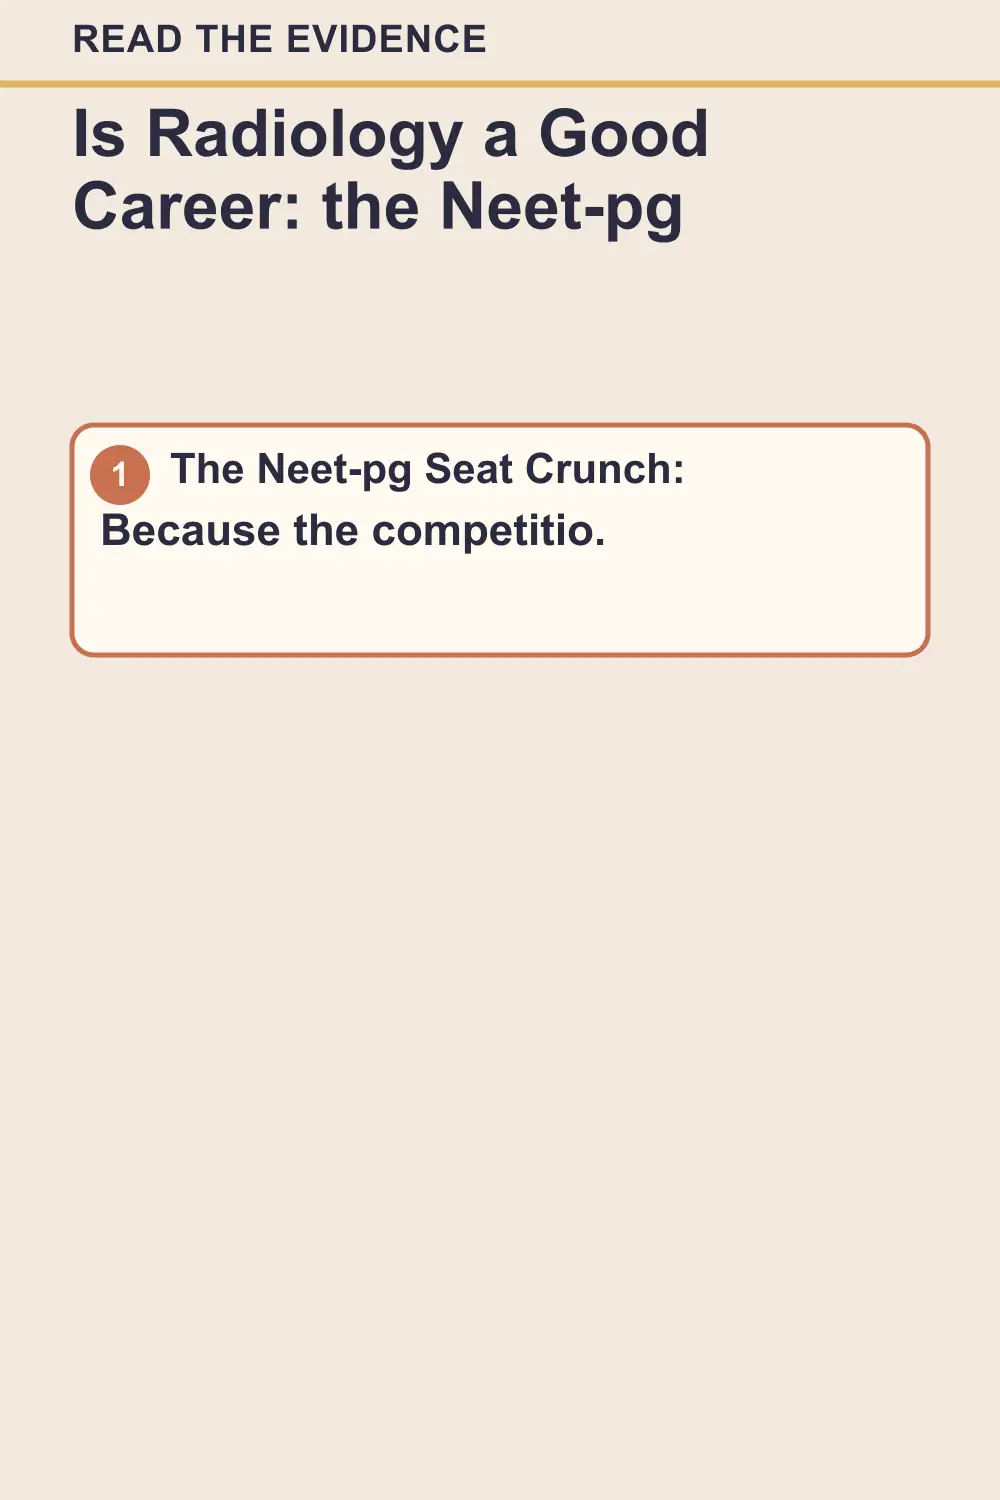 READ THE EVIDENCE
Is Radiology a Good
Career: the Neet-pg
1 The Neet-pg Seat Crunch:
Because the competitio.